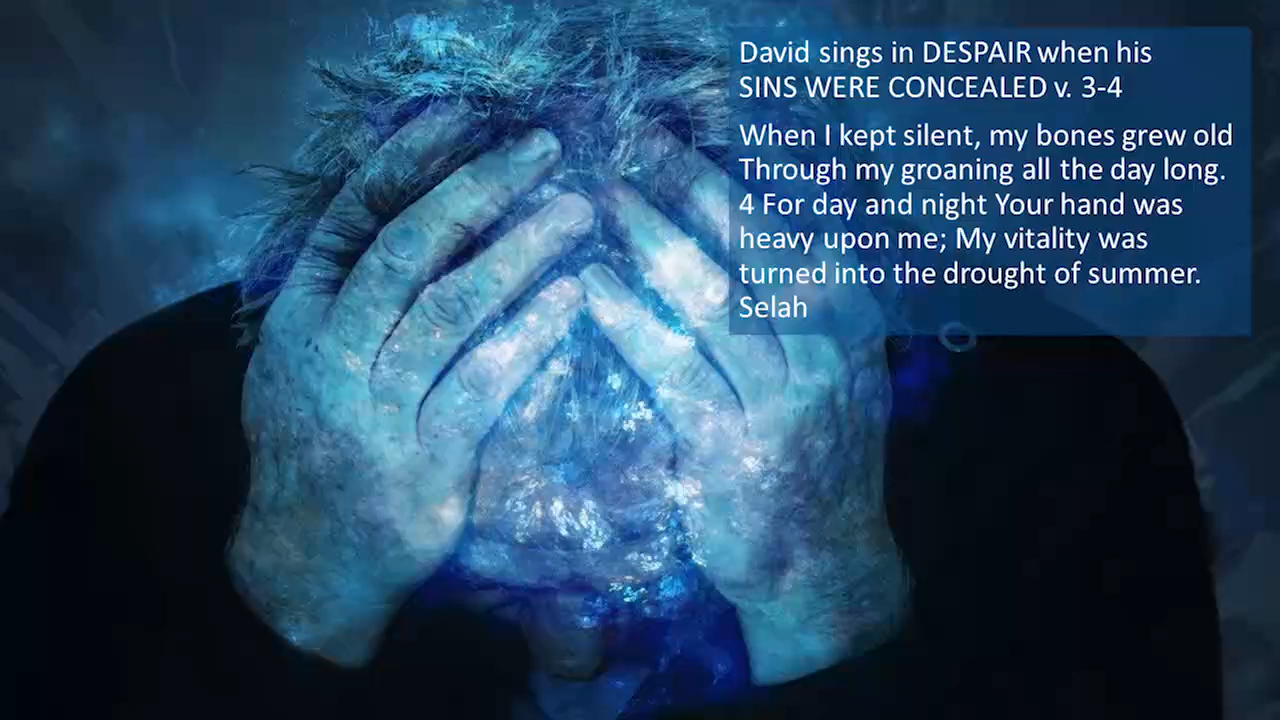 David sings in DESPAIR when his
SINS WERE CONCEALED v. 3-4
When I kept silent, my bones grew old
Through my groaning all the day long.
4 For day and night Your hand was
heavy upon me; My vitality was
turned into the drought of summer.
Selah